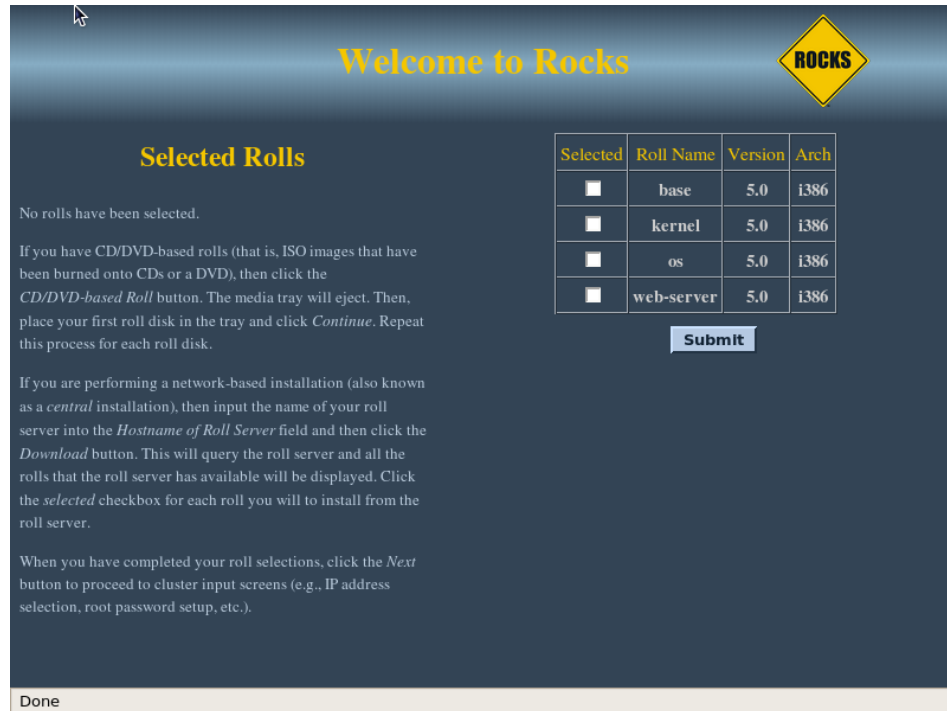 Welcome to Rocks
ROCKS
Selected Rolls
No rolls have been selected.
If you have CD/DVD-based rolls (that is, ISO images that have
been burned onto CDs or a DVD), then click the
CD/DVD-based Roll button. The media tray will eject. Then,
place your first roll disk in the tray and click Continue. Repeat
this process for each roll disk.
If you are performing a network-based installation (also known
as a central installation), then input the name of your roll
server into the Hostname of Roll Server field and then click the
Download button. This will query the roll server and all the
rolls that the roll server has available will be displayed. Click
the selected checkbox for each roll you will to install from the
roll server.
When you have completed your roll selections, click the Next
button to proceed to cluster input screens (e.g., IP address
selection, root password setup, etc.).
Selected Roll Name Version Arch
base 5.0 i386
kernel 5.0 i386
os 5.0 i386
web-server 5.0 i386
Submit
Done